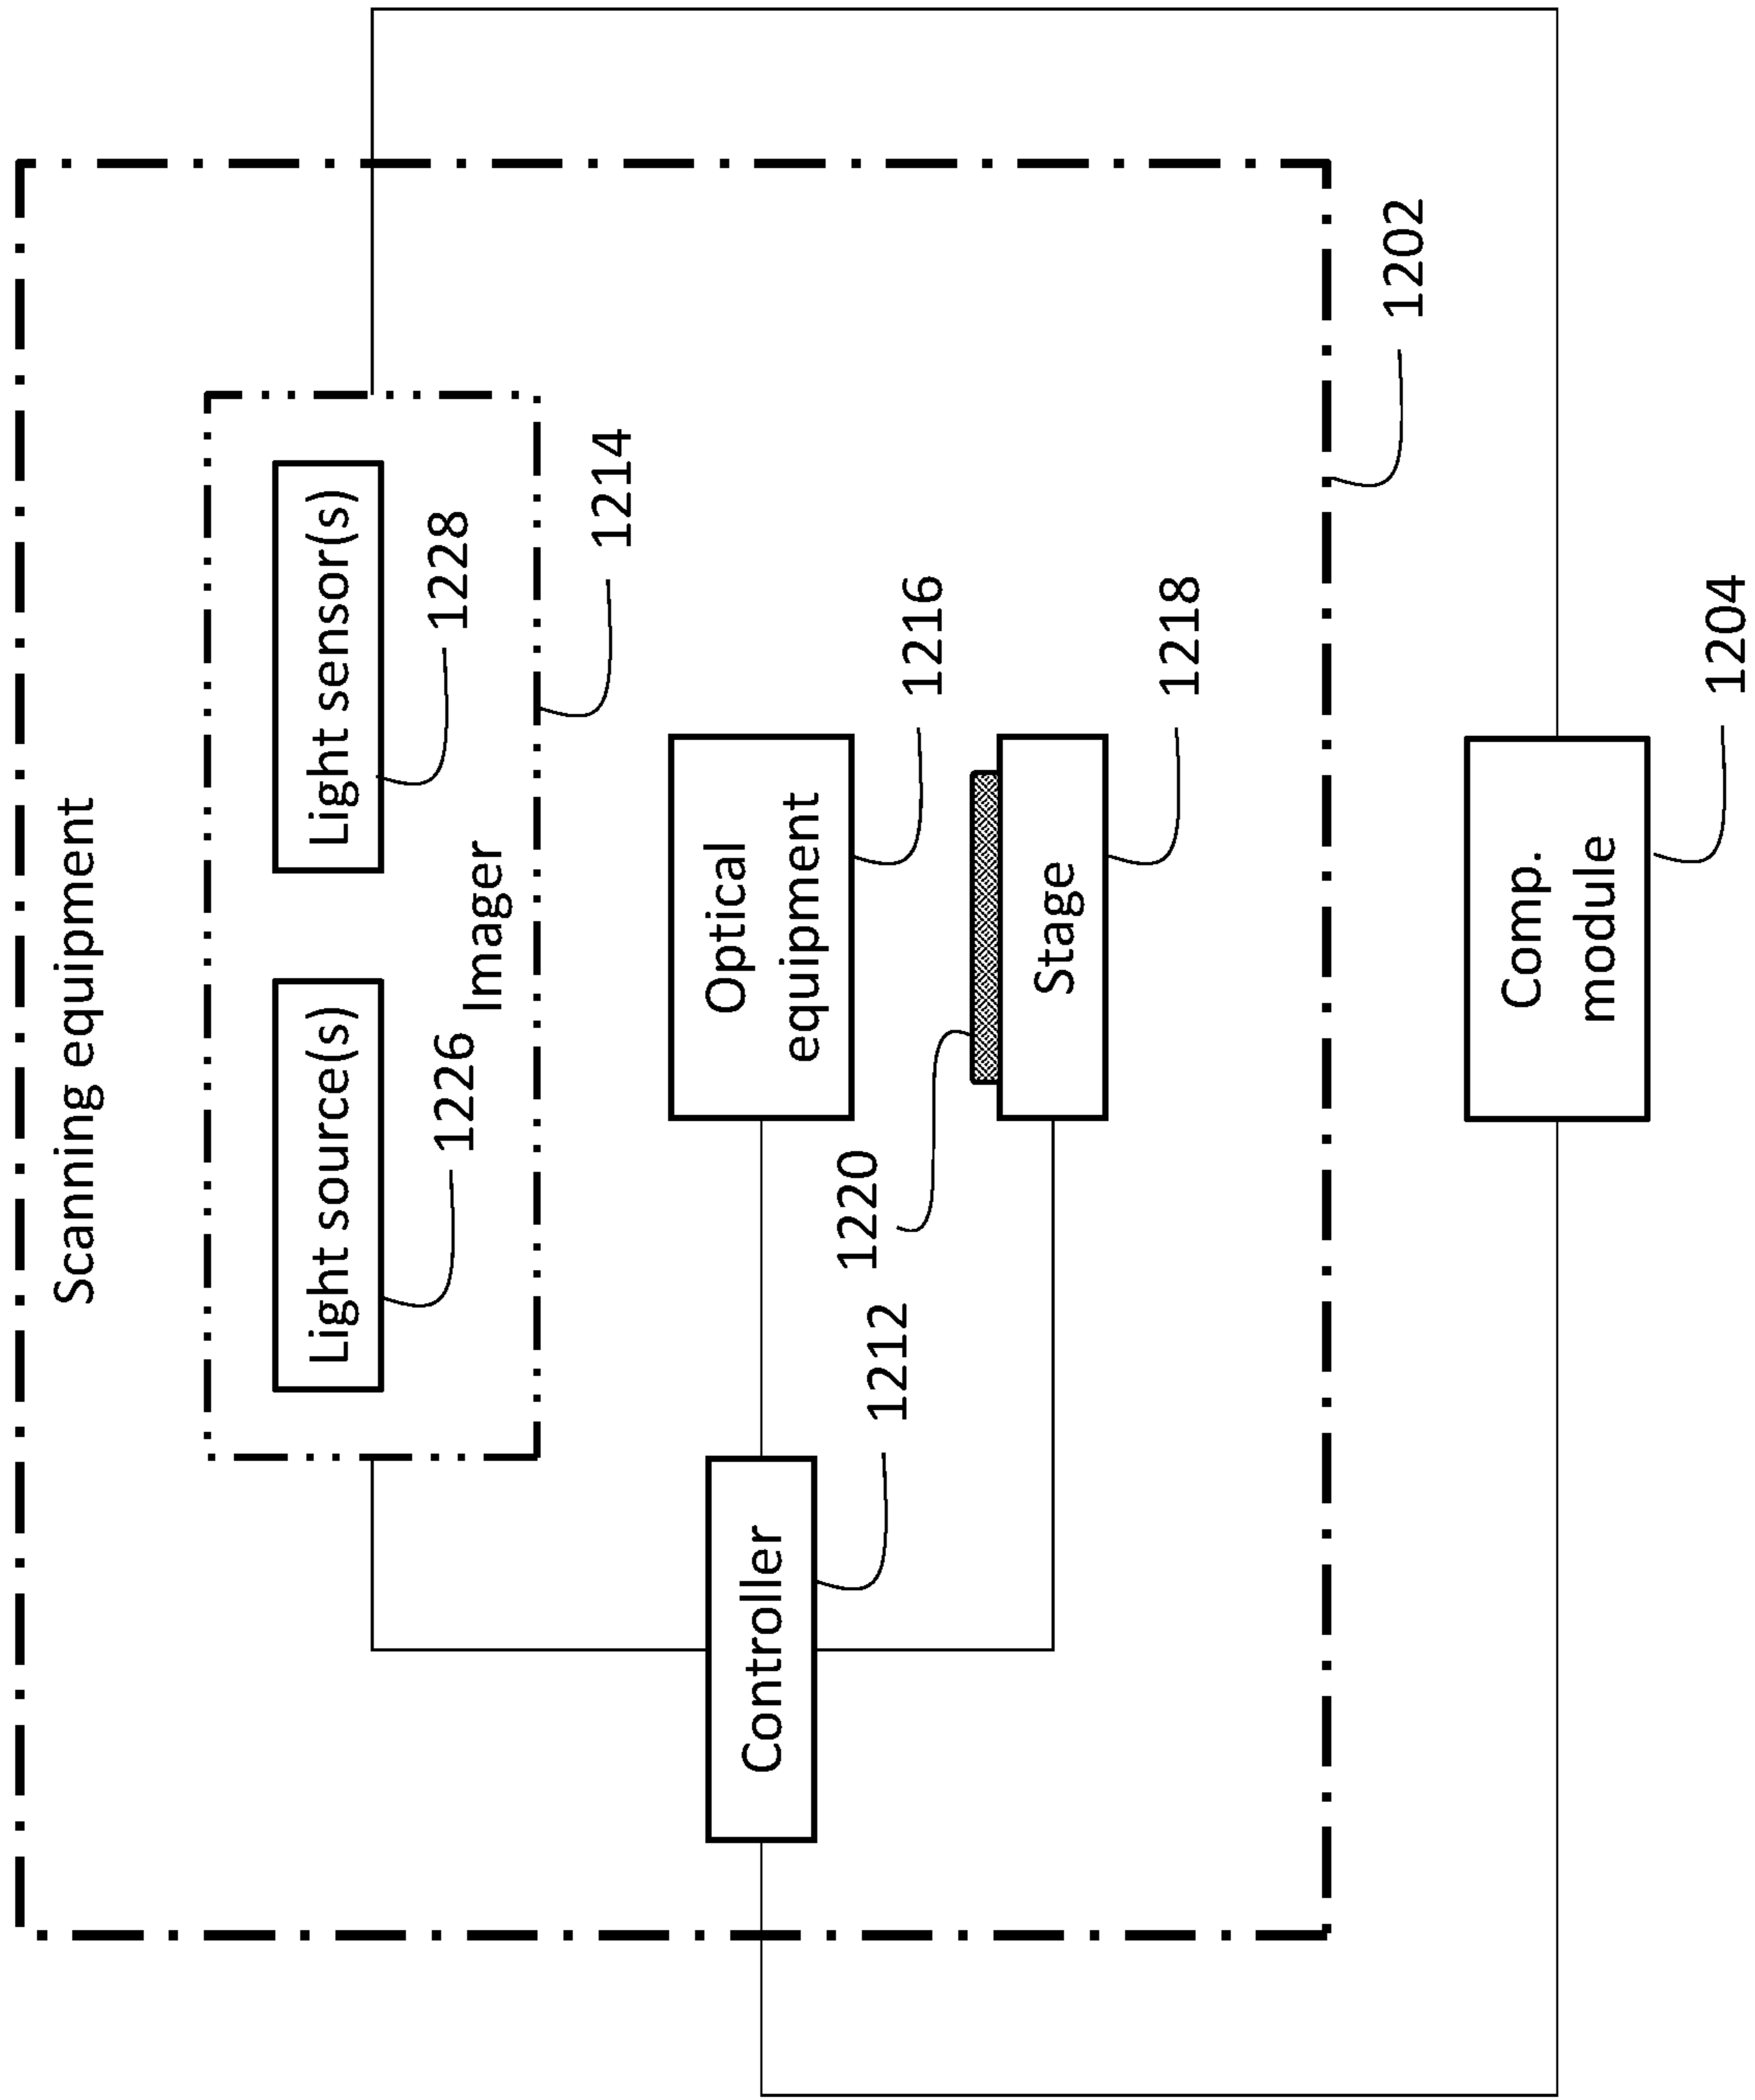 Scanning equipment
Light source(s)
Light sensor(s)
1226
1228
Imager
1214
Optical
equipment
Controller
1220
1216
1212
Stage
1218
1202
Comp.
module
1204